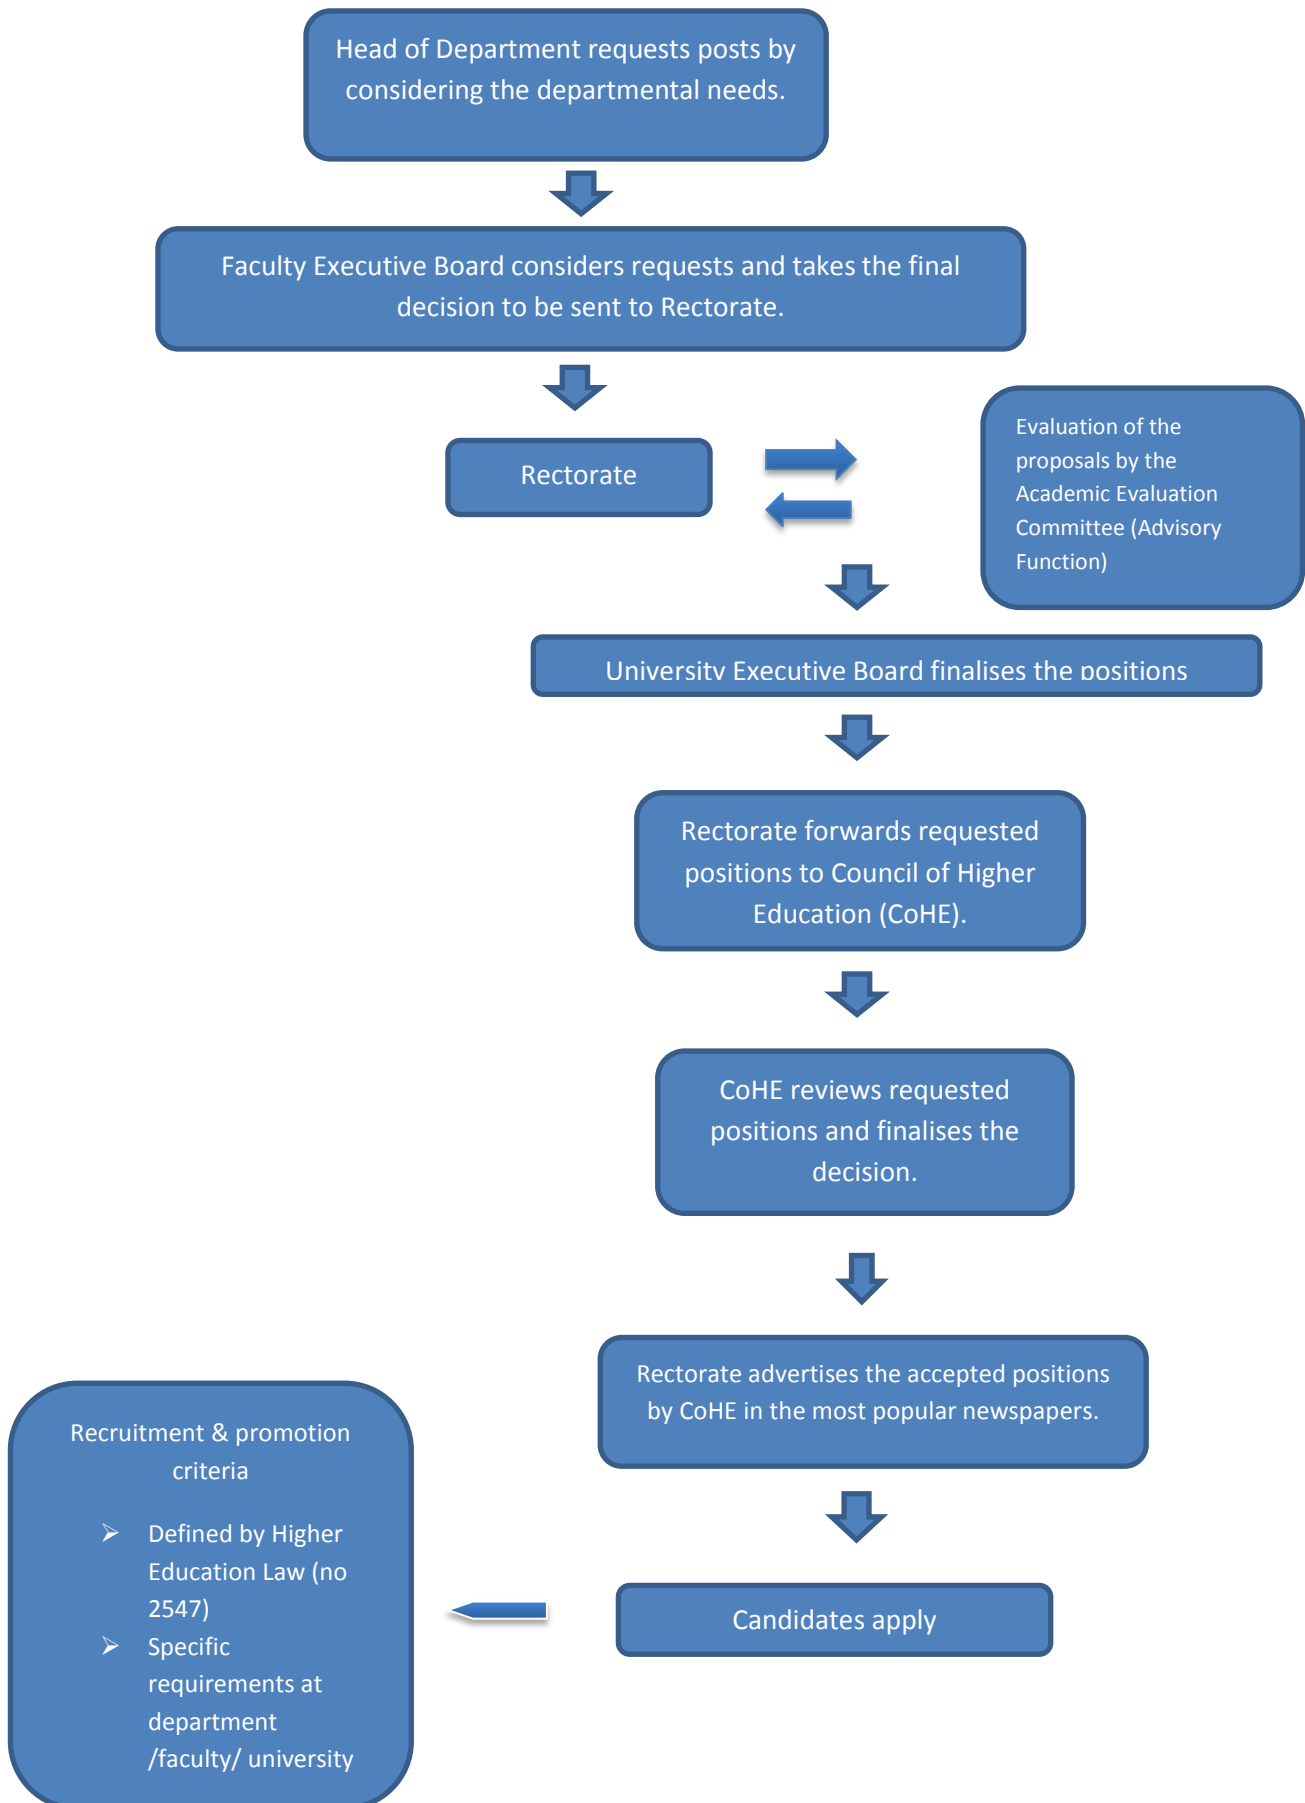 Head of Department requests posts by
considering the departmental needs.
Faculty Executive Board considers requests and takes the final
decision to be sent to Rectorate.
Rectorate
Evaluation of the
proposals by the
Academic Evaluation
Committee (Advisory
Function)
University Executive Board finalises the positions
Rectorate forwards requested
positions to Council of Higher
Education (CoHE).
CoHE reviews requested
positions and finalises the
decision.
Rectorate advertises the accepted positions
by CoHE in the most popular newspapers.
Recruitment & promotion
criteria
➢ Defined by Higher
Education Law (no
2547)
➢ Specific
requirements at
department
/faculty/ university
Candidates apply